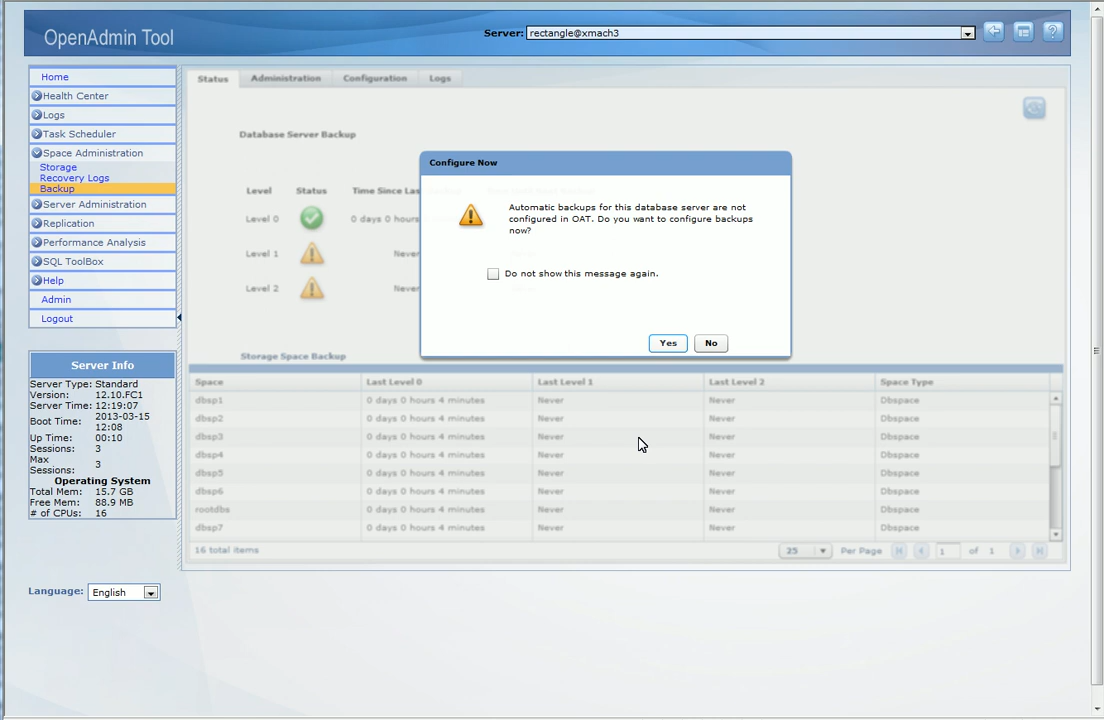 OpenAdmin Tool
Server: rectangle@xmach3
Home
Health Center
Logs
Task Scheduler
Space Administration
Storage
Recovery Logs
Backup
Server Administration
Replication
Performance Analysis
SQL ToolBox
Help
Admin
Logout
Server Info
Server Type: Standard
Version: 12.10.FC1
Server Time: 12:19:07
Boot Time: 2013-03-15
12:08
Up Time: 00:10
Sessions: 3
Max
Sessions: 3
Operating System
Total Mem: 15.7 GB
Free Mem: 88.9 MB
# of CPUs: 16
Language: English
Status Administration Configuration Logs
Database Server Backup
Level Status Time Since Las
Level 0 0 days 0 hours
Level 1 Never
Level 2 Never
Configure Now
Automatic backups for this database server are not
configured in OAT. Do you want to configure backups
now?
Do not show this message again.
Yes No
Storage Space Backup
Space Last Level 0 Last Level 1 Last Level 2 Space Type
dbsp1 0 days 0 hours 4 minutes Never Never Dbspace
dbsp2 0 days 0 hours 4 minutes Never Never Dbspace
dbsp3 0 days 0 hours 4 minutes Never Never Dbspace
dbsp4 0 days 0 hours 4 minutes Never Never Dbspace
dbsp5 0 days 0 hours 4 minutes Never Never Dbspace
dbsp6 0 days 0 hours 4 minutes Never Never Dbspace
rootdbs 0 days 0 hours 4 minutes Never Never Dbspace
dbsp7 0 days 0 hours 4 minutes Never Never Dbspace
16 total items 25 Per Page 1 of 1